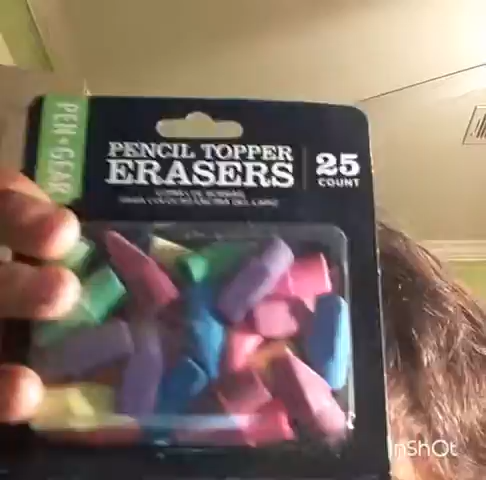 PEN+GEAR
PENCIL TOPPER
ERASERS
25
COUNT
InShOt